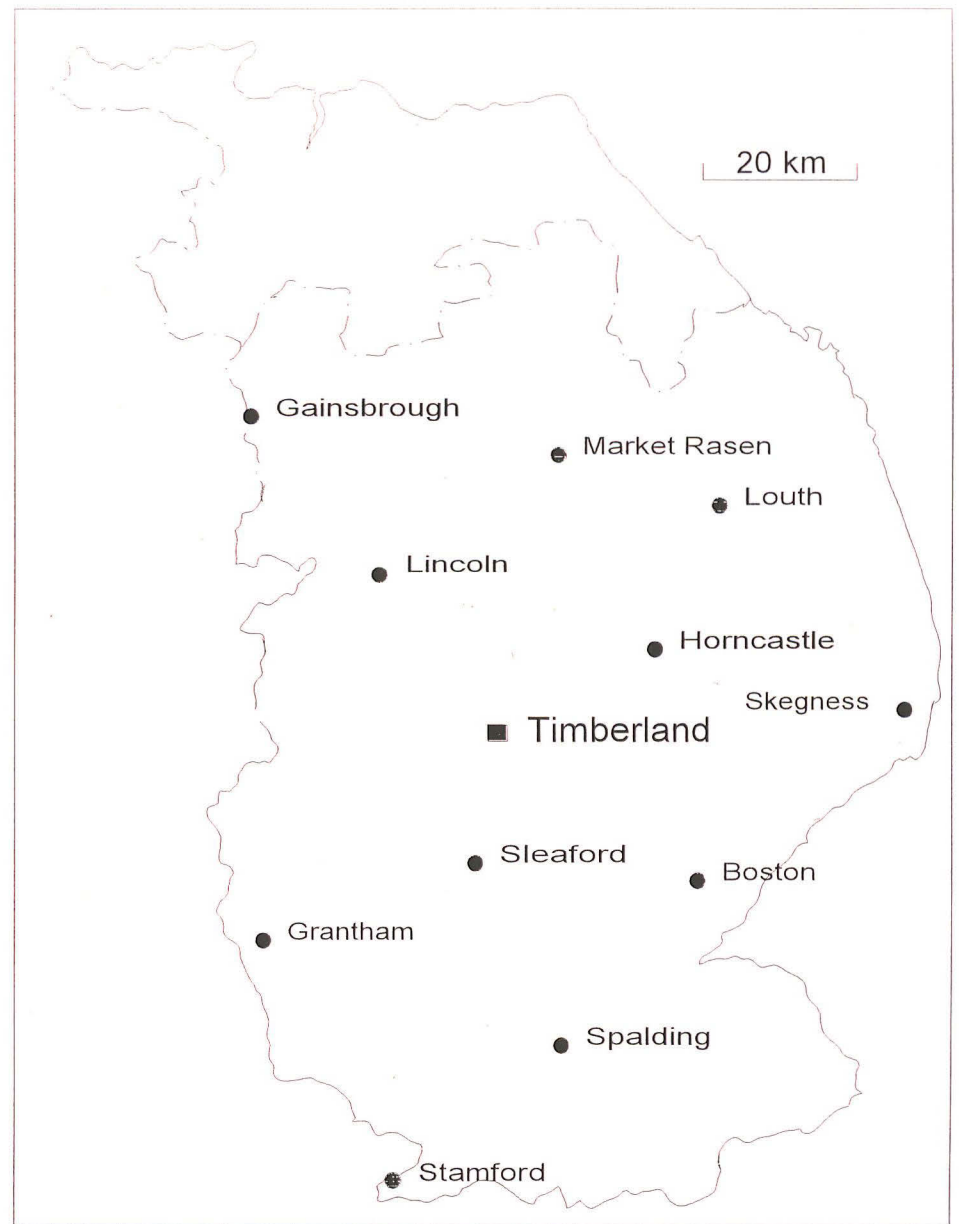 20 km
Gainsbrough
Market Rasen
Louth
Lincoln
Horncastle
Skegness
Timberland
Sleaford
Boston
Grantham
Spalding
Stamford